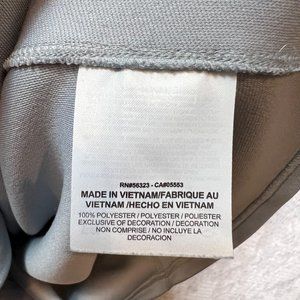 RN#56323 - CA#05553
MADE IN VIETNAM/FABRIQUE AU
VIETNAM /HECHO EN VIETNAM
100% POLYESTER / POLYESTER / POLIESTER
EXCLUSIVE OF DECORATION / DECORATION
NON COMPRISE / NO INCLUYE LA
DECORACION